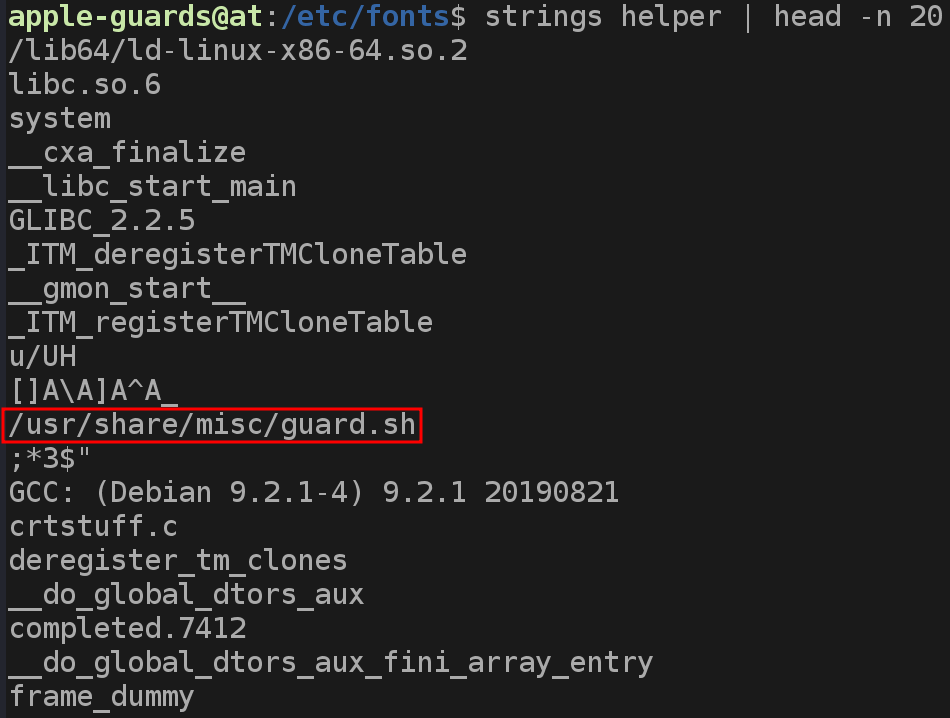 apple-guards@at:/etc/fonts$ strings helper | head -n 20
/lib64/ld-linux-x86-64.so.2
libc.so.6
system
__cxa_finalize
__libc_start_main
GLIBC_2.2.5
_ITM_deregisterTMCloneTable
__gmon_start__
_ITM_registerTMCloneTable
u/UH
[]A\A]A^A_
/usr/share/misc/guard.sh
;*3$"
GCC: (Debian 9.2.1-4) 9.2.1 20190821
crtstuff.c
deregister_tm_clones
__do_global_dtors_aux
completed.7412
__do_global_dtors_aux_fini_array_entry
frame_dummy